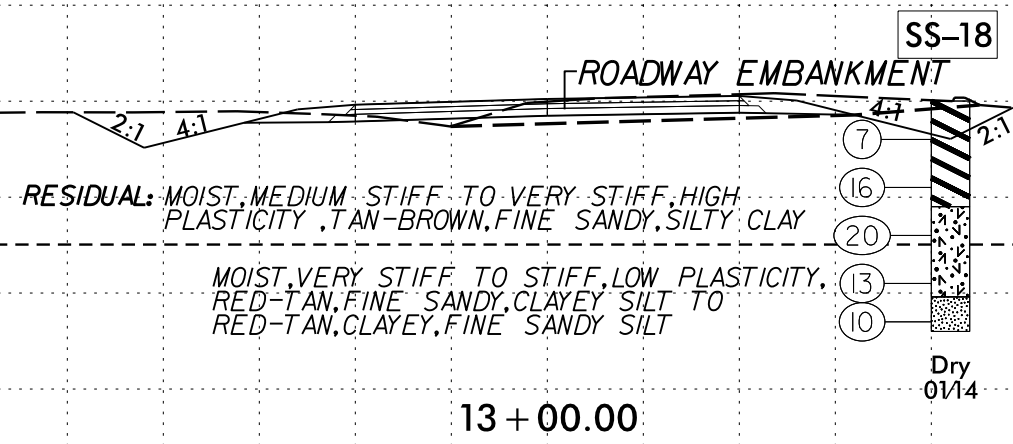 SS-18
ROADWAY EMBANKMENT
2:1
4:1
4:1
2:1
7
RESIDUAL: MOIST,MEDIUM STIFF TO VERY STIFF,HIGH
PLASTICITY ,TAN-BROWN,FINE SANDY,SILTY CLAY
16
20
MOIST,VERY STIFF TO STIFF,LOW PLASTICITY,
RED-TAN,FINE SANDY,CLAYEY SILT TO
RED-TAN,CLAYEY,FINE SANDY SILT
13
10
Dry
01/14
13+00.00